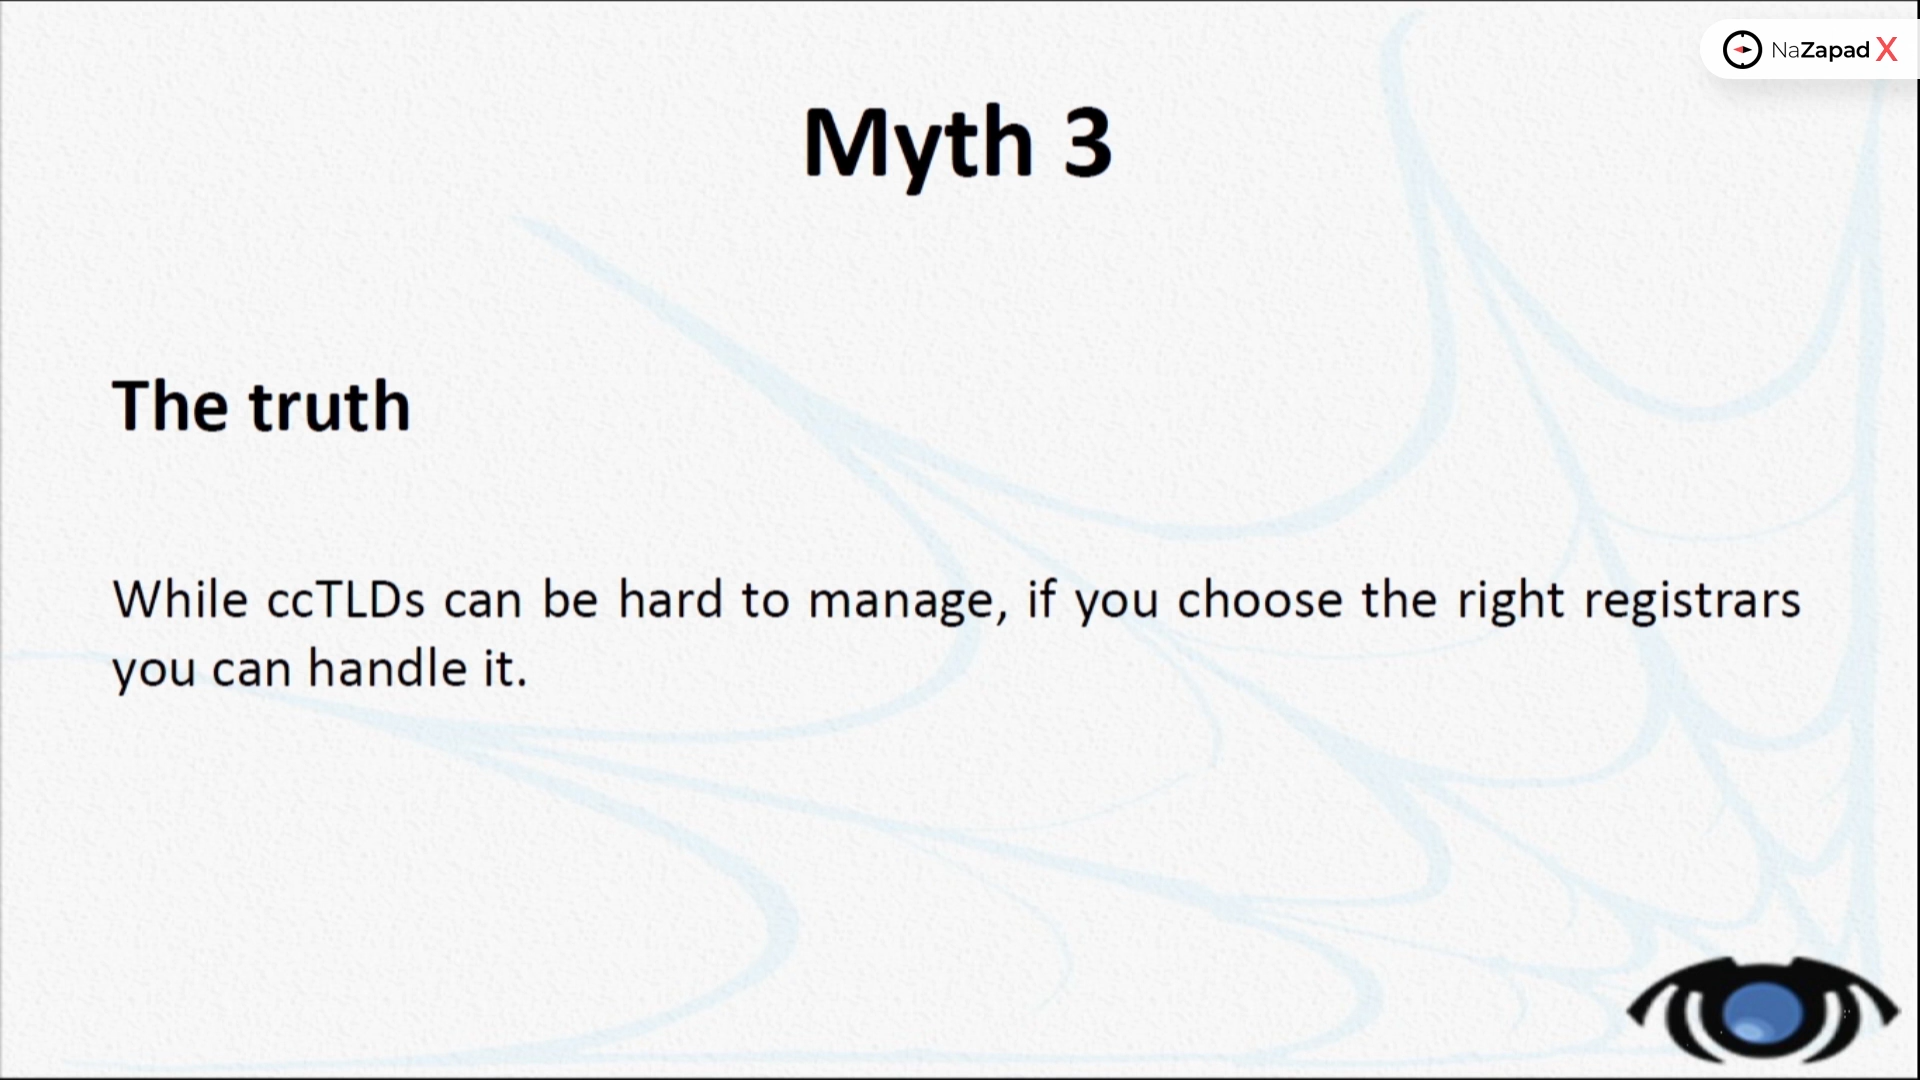 NaZapad X
Myth 3
The truth
While ccTLDs can be hard to manage, if you choose the right registrars
you can handle it.